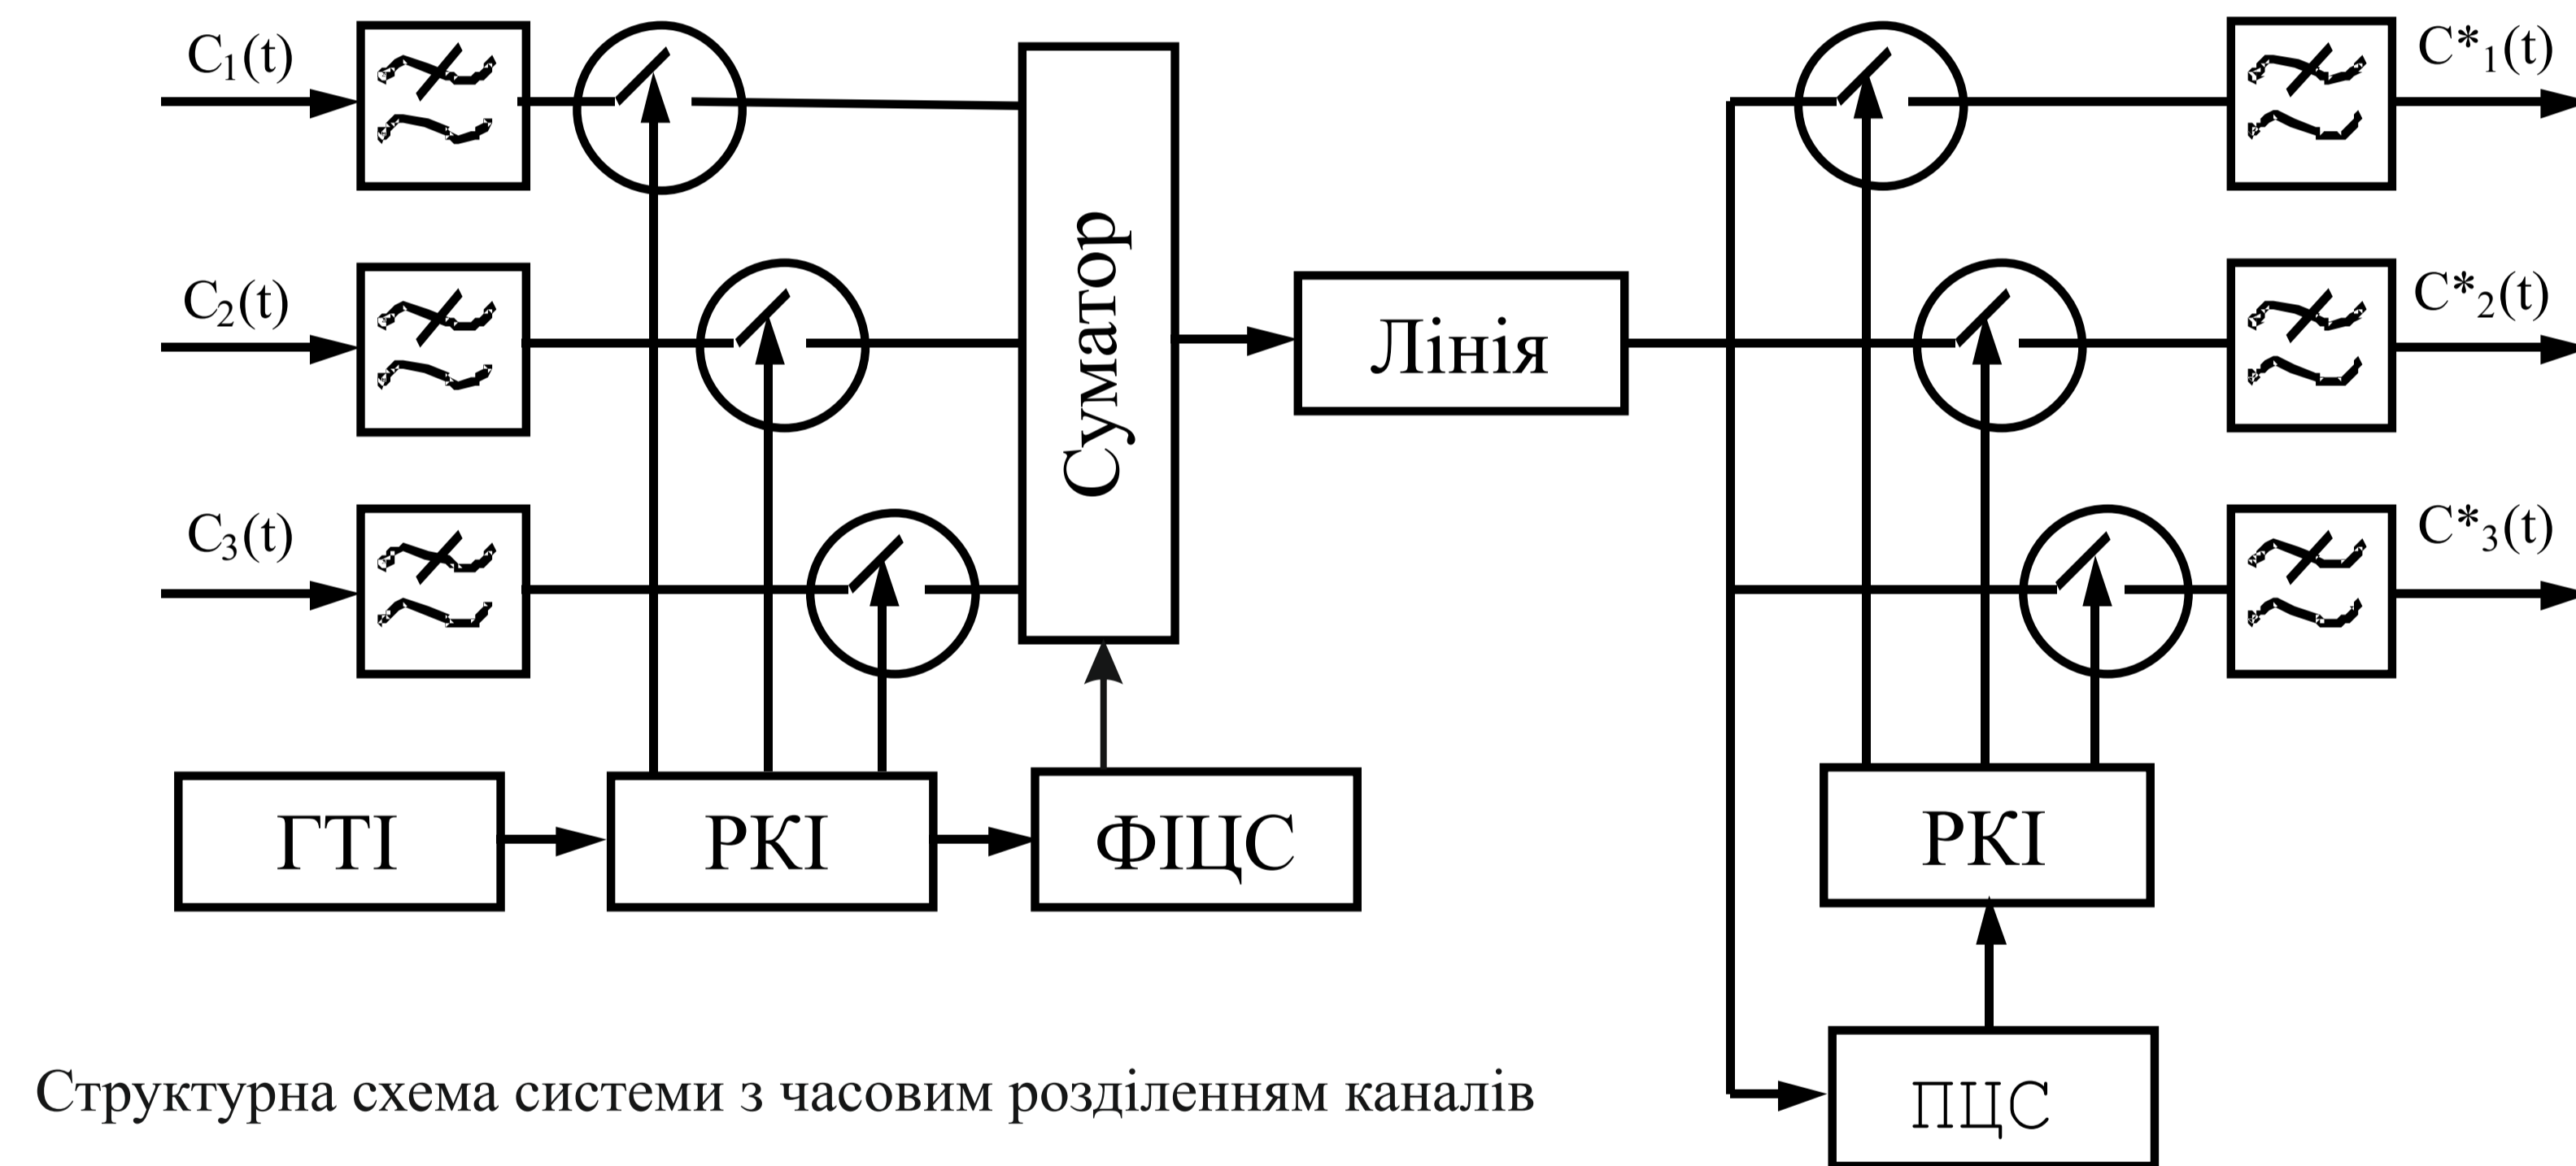 C₁(t)
C*₁(t)
C₂(t)
C*₂(t)
C₃(t)
C*₃(t)
Суматор
Лінія
ГТІ
РКІ
ФІЦС
РКІ
ПЦС
Структурна схема системи з часовим розділенням каналів